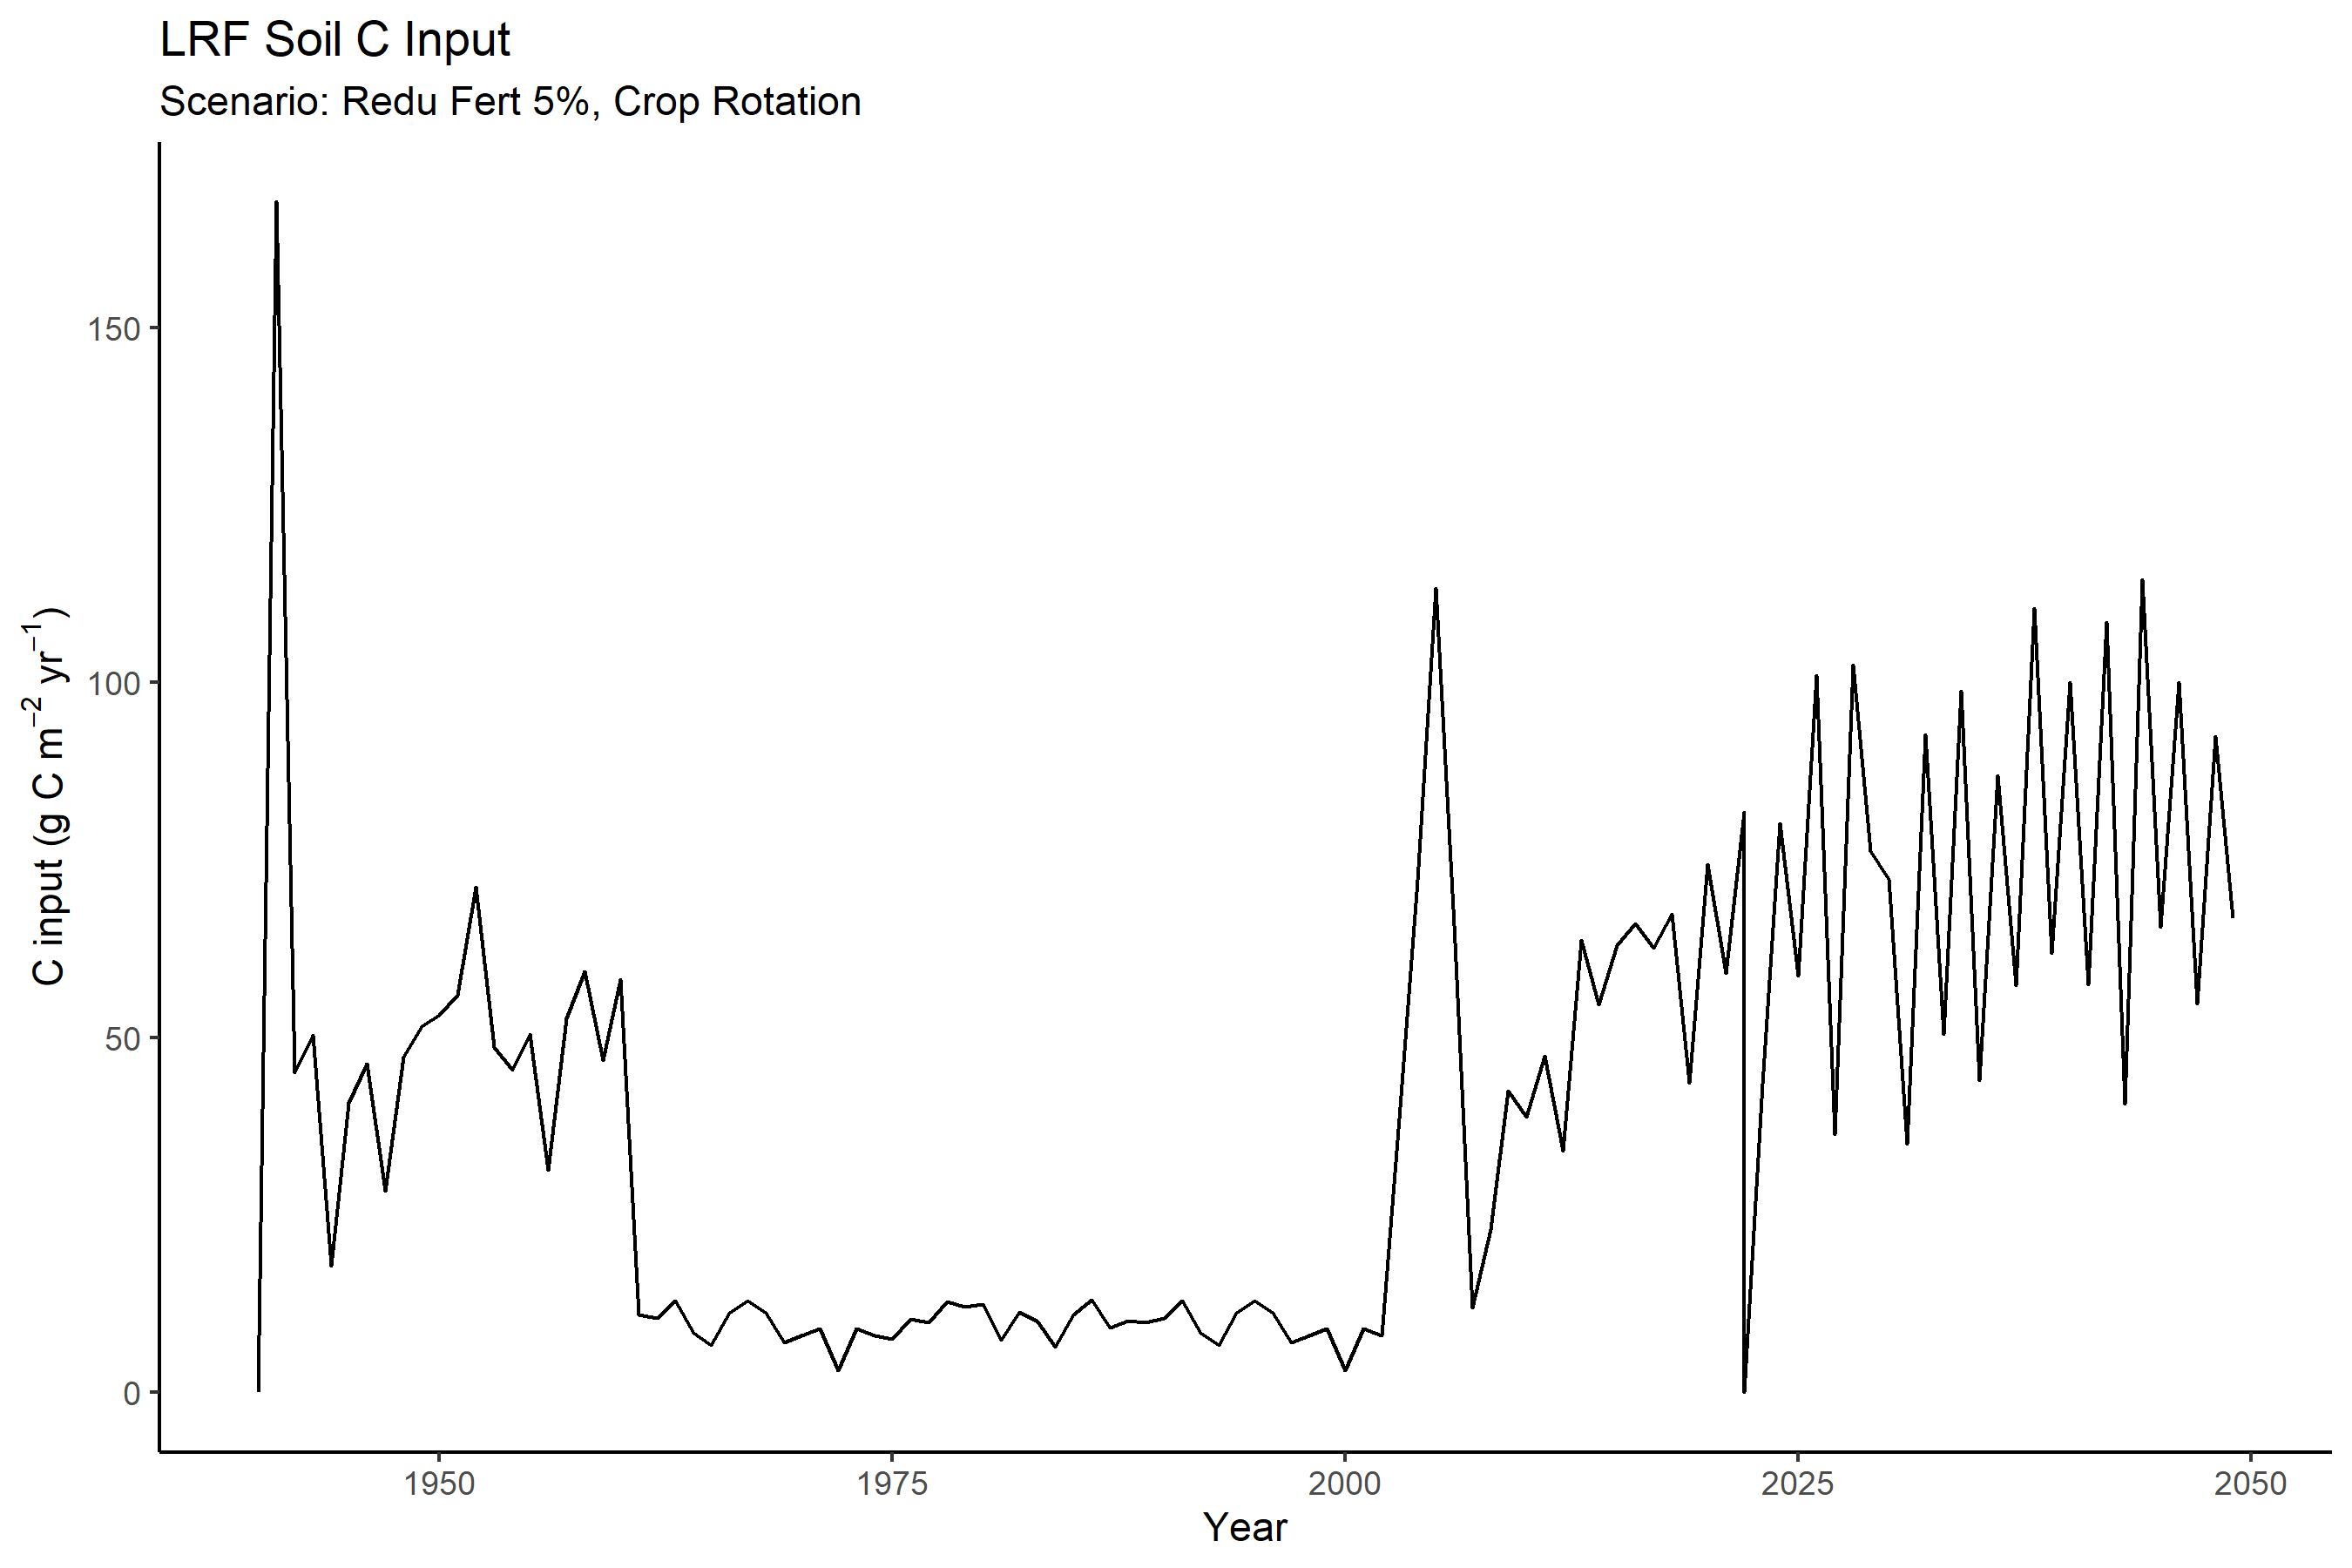 LRF Soil C Input
Scenario: Redu Fert 5%, Crop Rotation
C input (g C m⁻² yr⁻¹)
150
100
50
0
1950 1975 2000 2025 2050
Year